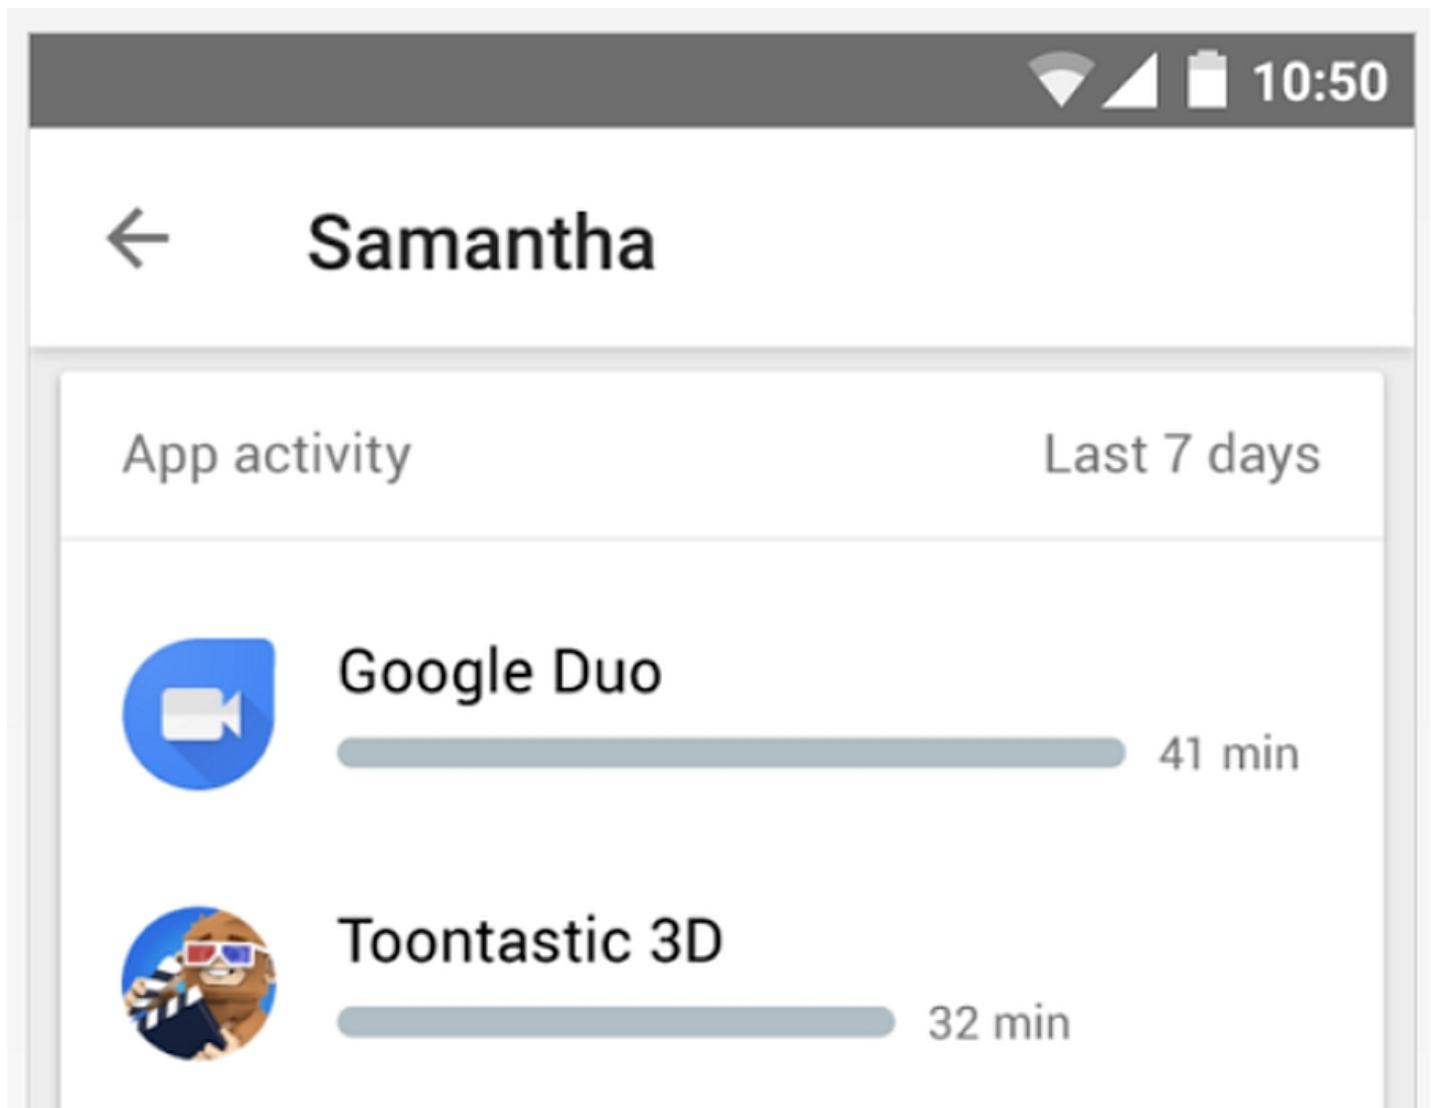 10:50
Samantha
App activity Last 7 days
Google Duo
41 min
Toontastic 3D
32 min